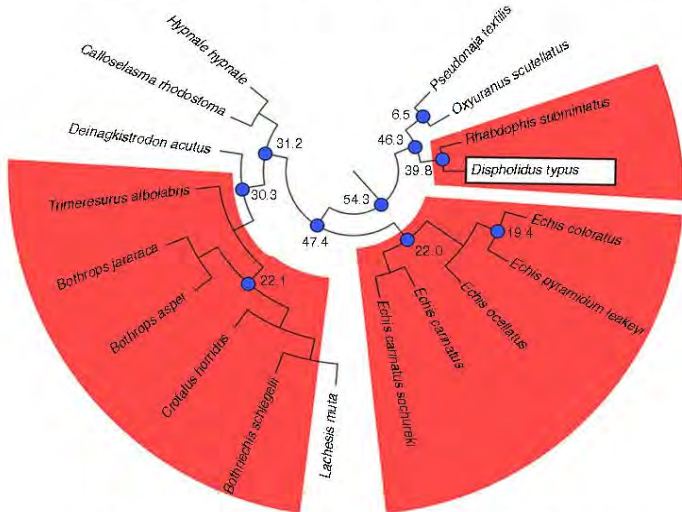 Hypnale hypnale
Calloselasma rhodostoma
Deinagkistrodon acutus
Trimeresurus albolabris
Bothrops jararaca
Bothrops asper
Crotalus horridus
Bothriechis schlegelii
Lachesis muta
Pseudonaja textilis
Oxyuranus scutellatus
Rhabdophis subminiatus
Dispholidus typus
Echis coloratus
Echis pyramidum leakeyi
Echis ocellatus
Echis carinatus
Echis carinatus sochureki
31.2
30.3
22.1
47.4
54.3
6.5
46.3
39.8
22.0
19.4